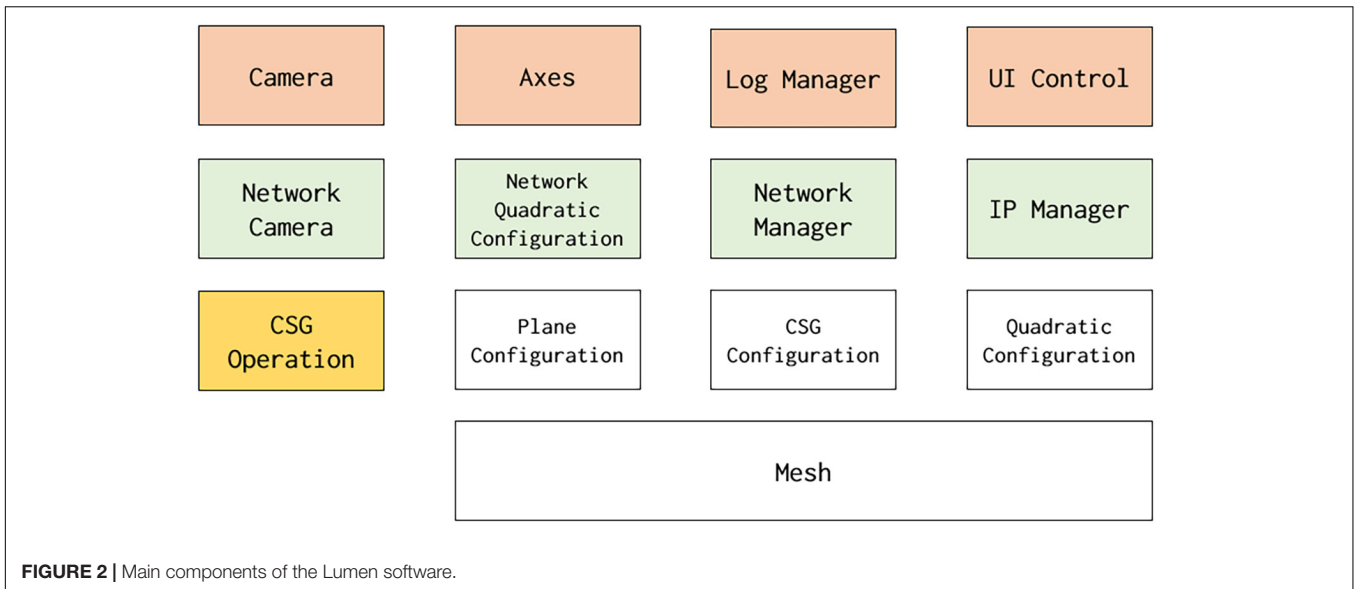 Camera
Axes
Log Manager
UI Control
Network
Camera
Network
Quadratic
Configuration
Network
Manager
IP Manager
CSG
Operation
Plane
Configuration
CSG
Configuration
Quadratic
Configuration
Mesh
FIGURE 2 | Main components of the Lumen software.